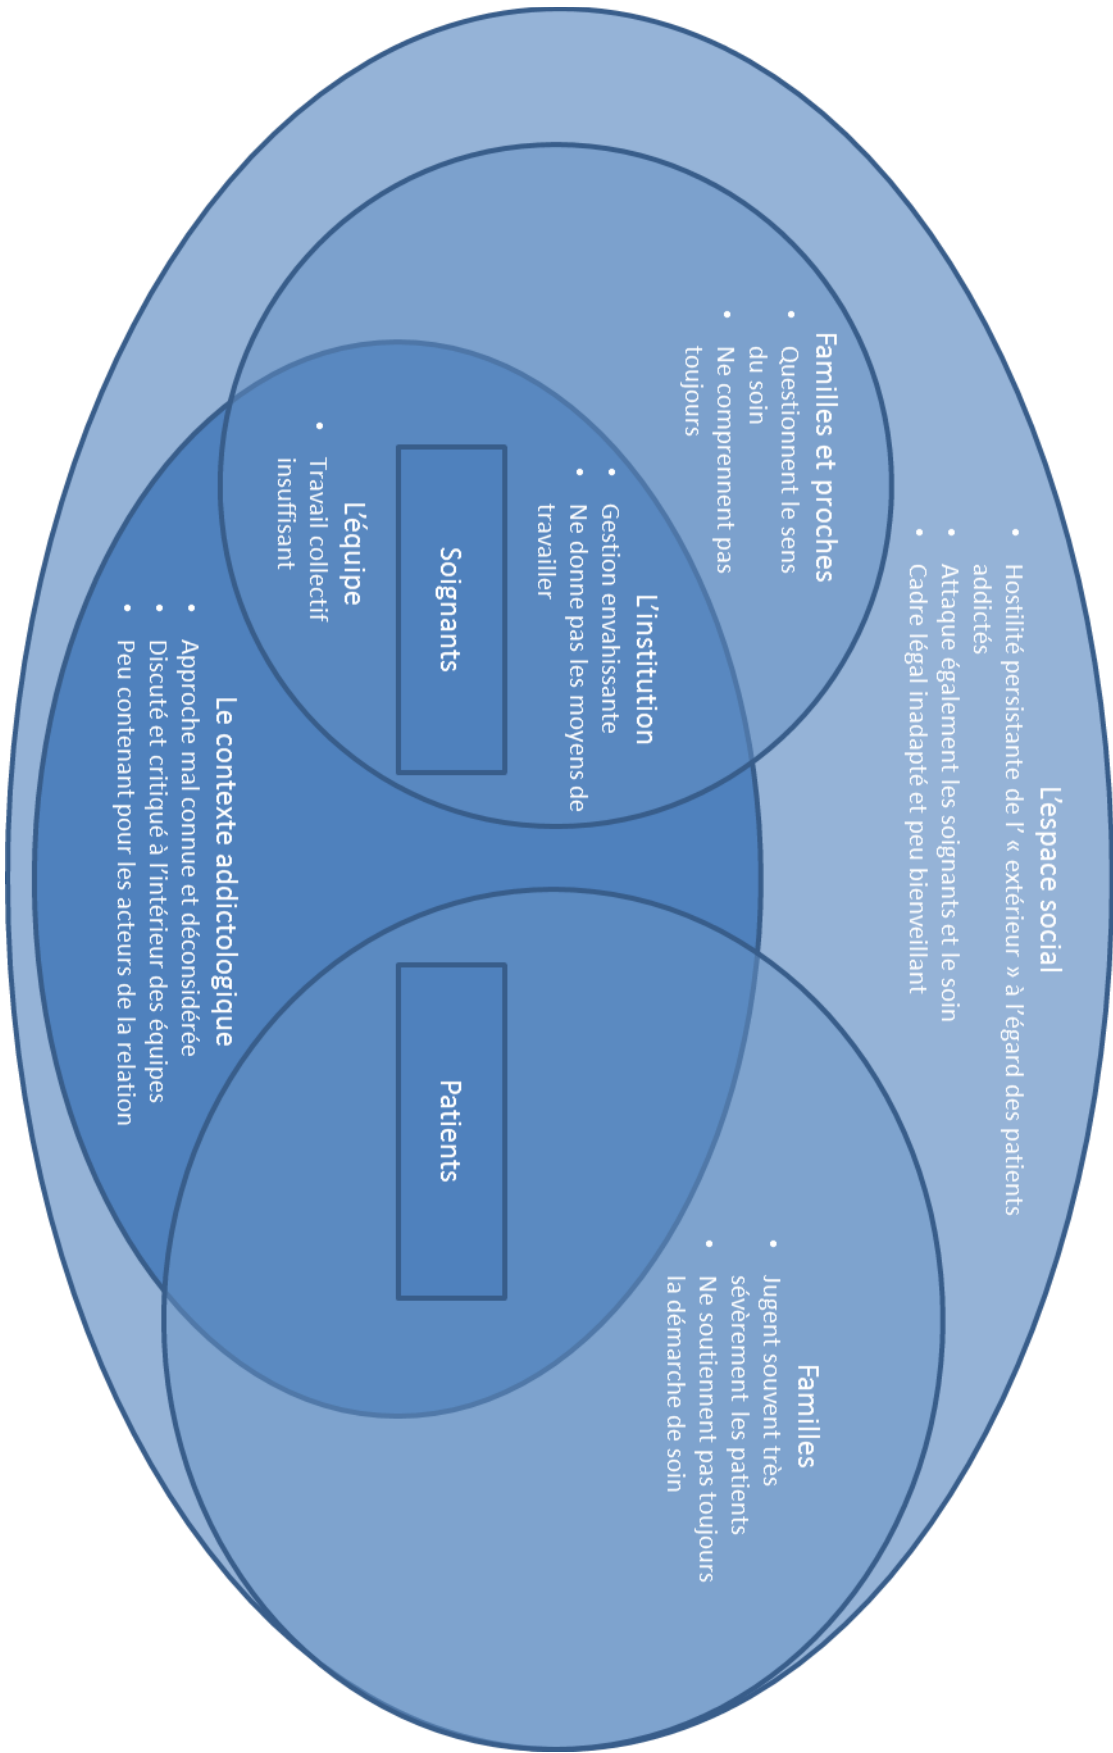 L'espace social
• Hostilité persistante de l' « extérieur » à l'égard des patients
addictés
• Attaque également les soignants et le soin
• Cadre légal inadapté et peu bienveillant
Familles et proches
• Questionnent le sens
du soin
• Ne comprennent pas
toujours
Familles
• Jugent souvent très
sévèrement les patients
• Ne soutiennent pas toujours
la démarche de soin
L'institution
• Gestion envahissante
• Ne donne pas les moyens de
travailler
Soignants
Patients
L'équipe
• Travail collectif
insuffisant
Le contexte addictologique
• Approche mal connue et déconsidérée
• Discuté et critiqué à l'intérieur des équipes
• Peu contenant pour les acteurs de la relation